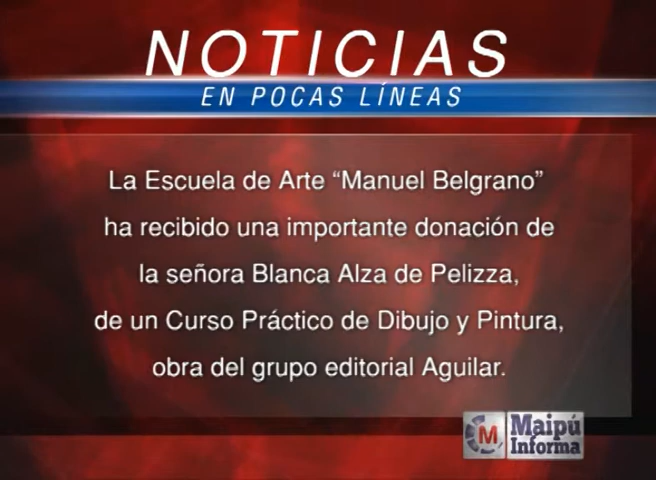 NOTICIAS
EN POCAS LÍNEAS
La Escuela de Arte “Manuel Belgrano”
ha recibido una importante donación de
la señora Blanca Alza de Pelizza,
de un Curso Práctico de Dibujo y Pintura,
obra del grupo editorial Aguilar.
M
Maipú
Informa